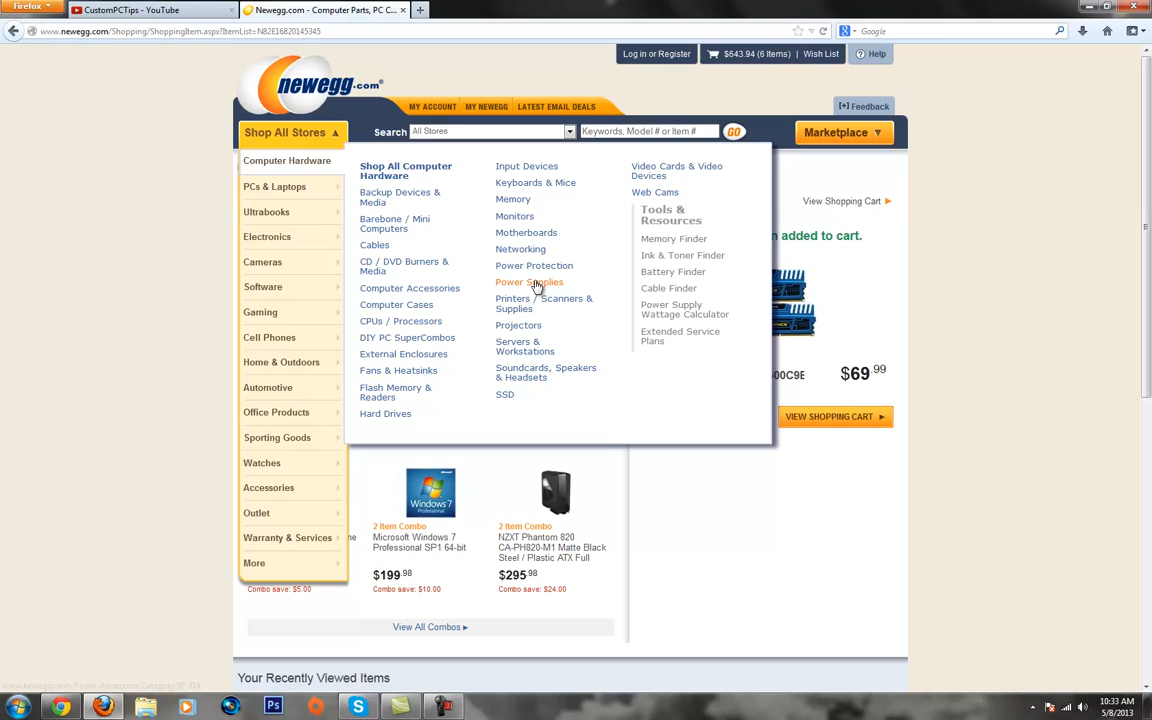 Firefox
CustomPCTips - YouTube
Newegg.com - Computer Parts, PC C...
www.newegg.com/Shopping/ShoppingItem.aspx?ItemList=N82E16820145345
Google
Log in or Register
$643.94 (6 Items) | Wish List
Help
newegg.com
MY ACCOUNT
MY NEWEGG
LATEST EMAIL DEALS
[+] Feedback
Shop All Stores ▲
Search
All Stores
Keywords, Model # or Item #
GO
Marketplace ▼
Computer Hardware
PCs & Laptops
Ultrabooks
Electronics
Cameras
Software
Gaming
Cell Phones
Home & Outdoors
Automotive
Office Products
Sporting Goods
Watches
Accessories
Outlet
Warranty & Services
More
Shop All Computer
Hardware
Backup Devices &
Media
Barebone / Mini
Computers
Cables
CD / DVD Burners &
Media
Computer Accessories
Computer Cases
CPUs / Processors
DIY PC SuperCombos
External Enclosures
Fans & Heatsinks
Flash Memory &
Readers
Hard Drives
Input Devices
Keyboards & Mice
Memory
Monitors
Motherboards
Networking
Power Protection
Power Supplies
Printers / Scanners &
Supplies
Projectors
Servers &
Workstations
Soundcards, Speakers
& Headsets
SSD
Video Cards & Video
Devices
Web Cams
Tools &
Resources
Memory Finder
Ink & Toner Finder
Battery Finder
Cable Finder
Power Supply
Wattage Calculator
Extended Service
Plans
View Shopping Cart ►
n added to cart.
00C9E
$69.99
VIEW SHOPPING CART ►
ne
Combo save: $5.00
2 Item Combo
Microsoft Windows 7
Professional SP1 64-bit
$199.98
Combo save: $10.00
2 Item Combo
NZXT Phantom 820
CA-PH820-M1 Matte Black
Steel / Plastic ATX Full
$295.98
Combo save: $24.00
View All Combos ►
Your Recently Viewed Items
10:33 AM
5/8/2013